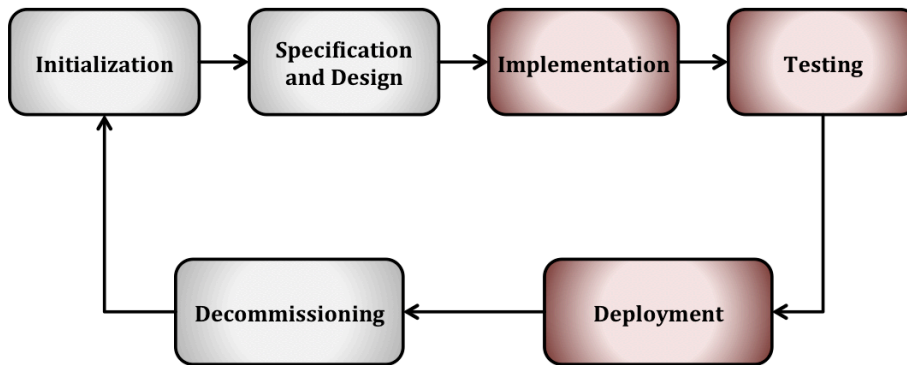 Initialization
Specification
and Design
Implementation
Testing
Decommissioning
Deployment